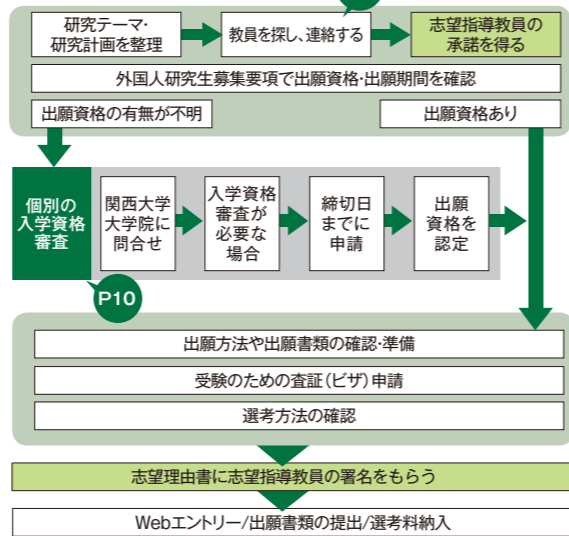 研究テーマ・
研究計画を整理
教員を探し、連絡する
志望指導教員の
承諾を得る
外国人研究生募集要項で出願資格・出願期間を確認
出願資格の有無が不明
出願資格あり
個別の
入学資格
審査
関西大学
大学院に
問合せ
入学資格
審査が
必要な
場合
締切日
までに
申請
出願
資格を
認定
P10
出願方法や出願書類の確認・準備
受験のための査証（ビザ）申請
選考方法の確認
志望理由書に志望指導教員の署名をもらう
Webエントリー/出願書類の提出/選考料納入